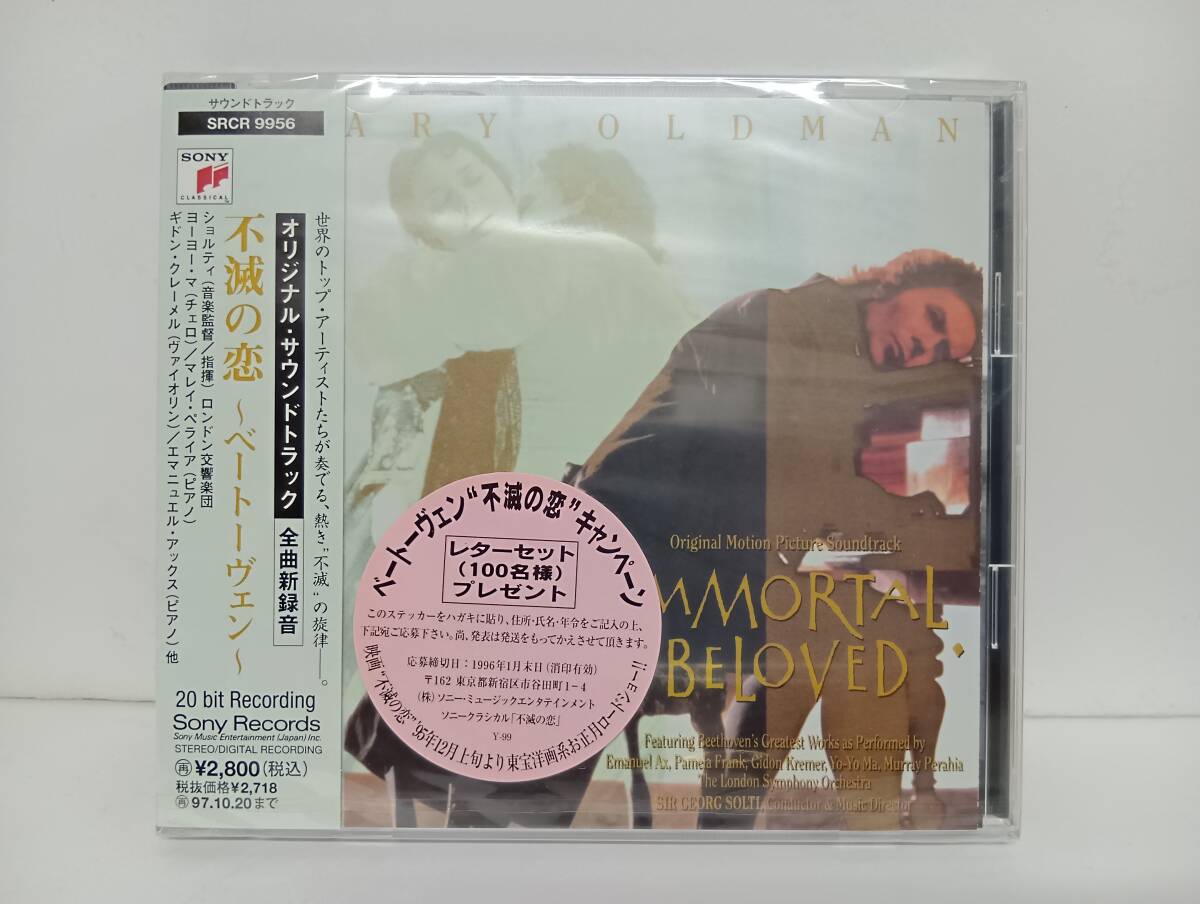 サウンドトラック
SRCR 9956
SONY
CLASSICAL
世界のトップ・アーティストたちが奏でる、熱き"不滅"の旋律──。
オリジナル・サウンドトラック 全曲新録音
不滅の恋 ～ベートーヴェン～
ショルティ(音楽監督/指揮) ロンドン交響楽団
ヨーヨー・マ(チェロ)/マレイ・ペライア(ピアノ)
ギドン・クレーメル(ヴァイオリン)/エマニュエル・アックス(ピアノ) 他
20 bit Recording
Sony Records
Sony Music Entertainment (Japan) Inc.
STEREO/DIGITAL RECORDING
再¥2,800(税込)
税抜価格¥2,718
再97.10.20まで
ARY OLDMAN
ベートーヴェン"不滅の恋"キャンペーン
レターセット
(100名様)
プレゼント
このステッカーをハガキに貼り、住所・氏名・年令をご記入の上、
下記宛ご応募下さい。尚、発表は発送をもってかえさせて頂きます。
応募締切日:1996年1月末日(消印有効)
〒162 東京都新宿区市谷田町1-4
(株)ソニー・ミュージックエンタテインメント
ソニークラシカル「不滅の恋」
Y-99
映画"不滅の恋"'95年12月上旬より東宝洋画系お正月ロードショー!!
Original Motion Picture Soundtrack
MMORTAL
BELOVED
Featuring Beethoven's Greatest Works as Performed by
Emanuel Ax, Pamela Frank, Gidon Kremer, Yo-Yo Ma, Murray Perahia
The London Symphony Orchestra
SIR GEORG SOLTI, Conductor & Music Director